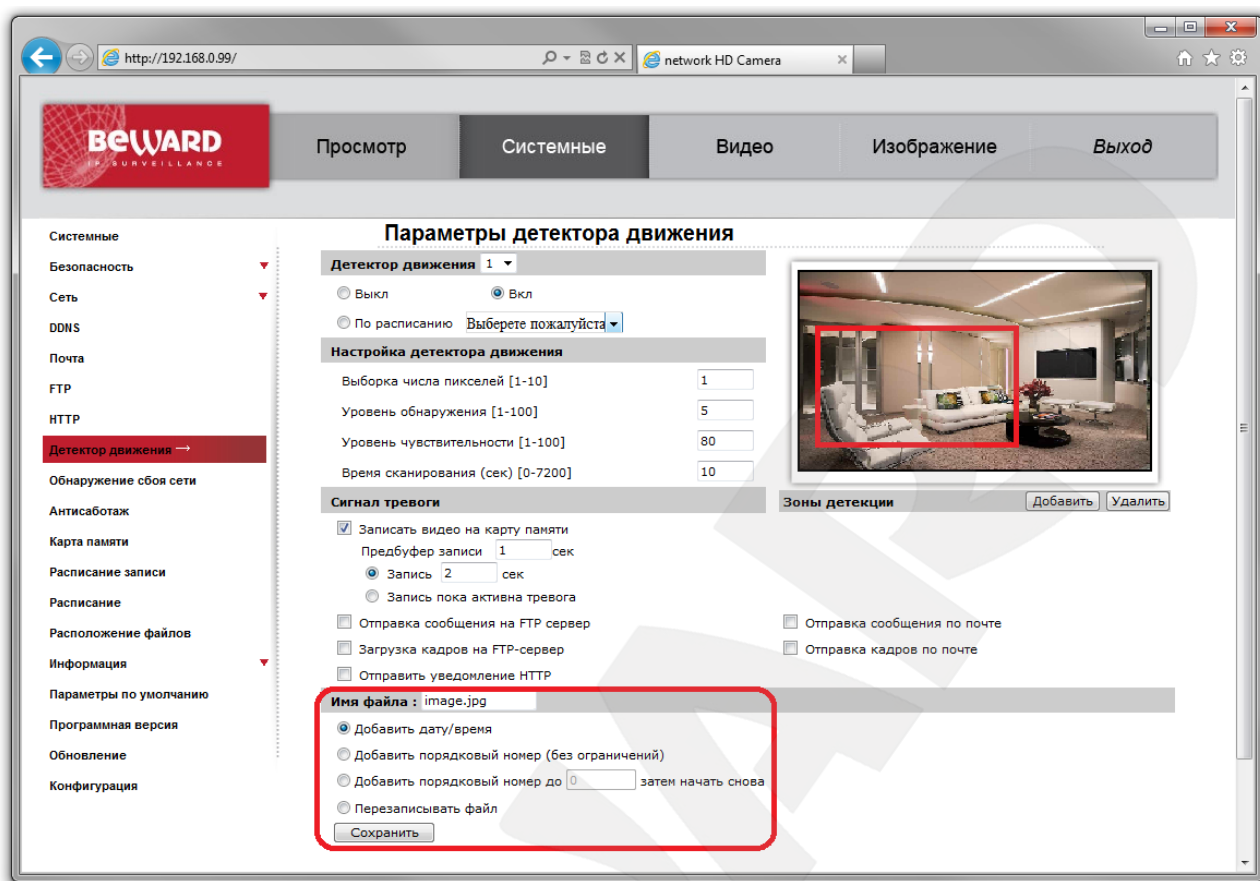 http://192.168.0.99/
network HD Camera
BEWARD
IP SURVEILLANCE
Просмотр
Системные
Видео
Изображение
Выход
Системные
Безопасность
Сеть
DDNS
Почта
FTP
HTTP
Детектор движения →
Обнаружение сбоя сети
Антисаботаж
Карта памяти
Расписание записи
Расписание
Расположение файлов
Информация
Параметры по умолчанию
Программная версия
Обновление
Конфигурация
Параметры детектора движения
Детектор движения 1
Выкл Вкл
По расписанию Выберете пожалуйста
Настройка детектора движения
Выборка числа пикселей [1-10] 1
Уровень обнаружения [1-100] 5
Уровень чувствительности [1-100] 80
Время сканирования (сек) [0-7200] 10
Сигнал тревоги
Зоны детекции Добавить Удалить
Записать видео на карту памяти
Предбуфер записи 1 сек
Запись 2 сек
Запись пока активна тревога
Отправка сообщения на FTP сервер
Отправка сообщения по почте
Загрузка кадров на FTP-сервер
Отправка кадров по почте
Отправить уведомление HTTP
Имя файла : image.jpg
Добавить дату/время
Добавить порядковый номер (без ограничений)
Добавить порядковый номер до 0 затем начать снова
Перезаписывать файл
Сохранить